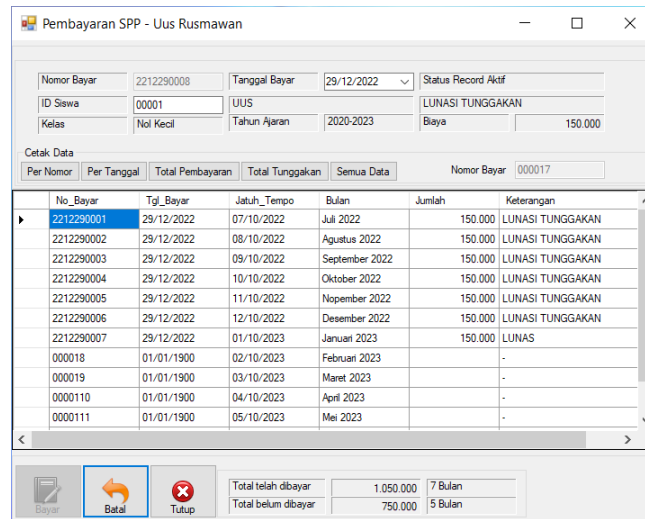 Pembayaran SPP - Uus Rusmawan
Nomor Bayar 2212290008 Tanggal Bayar 29/12/2022 Status Record Aktif
ID Siswa 00001 UUS LUNASI TUNGGAKAN
Kelas Nol Kecil Tahun Ajaran 2020-2023 Biaya 150.000
Cetak Data
Per Nomor Per Tanggal Total Pembayaran Total Tunggakan Semua Data Nomor Bayar 000017
No_Bayar Tgl_Bayar Jatuh_Tempo Bulan Jumlah Keterangan
2212290001 29/12/2022 07/10/2022 Juli 2022 150.000 LUNASI TUNGGAKAN
2212290002 29/12/2022 08/10/2022 Agustus 2022 150.000 LUNASI TUNGGAKAN
2212290003 29/12/2022 09/10/2022 September 2022 150.000 LUNASI TUNGGAKAN
2212290004 29/12/2022 10/10/2022 Oktober 2022 150.000 LUNASI TUNGGAKAN
2212290005 29/12/2022 11/10/2022 Nopember 2022 150.000 LUNASI TUNGGAKAN
2212290006 29/12/2022 12/10/2022 Desember 2022 150.000 LUNASI TUNGGAKAN
2212290007 29/12/2022 01/10/2023 Januari 2023 150.000 LUNAS
000018 01/01/1900 02/10/2023 Februari 2023 -
000019 01/01/1900 03/10/2023 Maret 2023 -
0000110 01/01/1900 04/10/2023 April 2023 -
0000111 01/01/1900 05/10/2023 Mei 2023 -
Bayar Batal Tutup
Total telah dibayar 1.050.000 7 Bulan
Total belum dibayar 750.000 5 Bulan